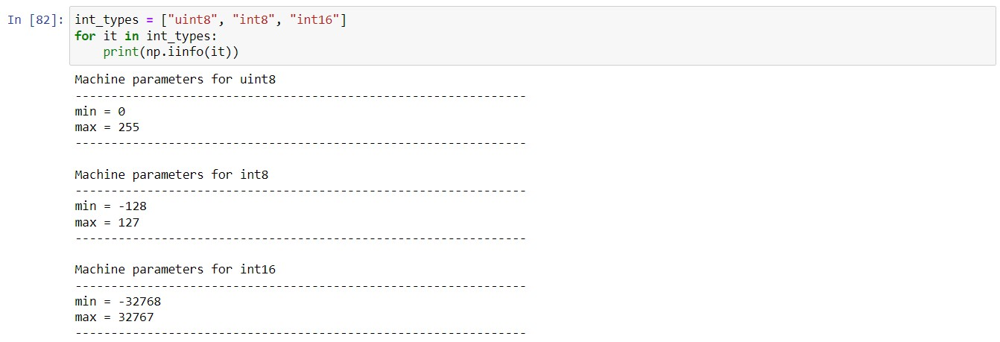 In [82]: int_types = ["uint8", "int8", "int16"]
for it in int_types:
    print(np.iinfo(it))
Machine parameters for uint8
---------------------------------------------------------------
min = 0
max = 255
---------------------------------------------------------------
Machine parameters for int8
---------------------------------------------------------------
min = -128
max = 127
---------------------------------------------------------------
Machine parameters for int16
---------------------------------------------------------------
min = -32768
max = 32767
---------------------------------------------------------------